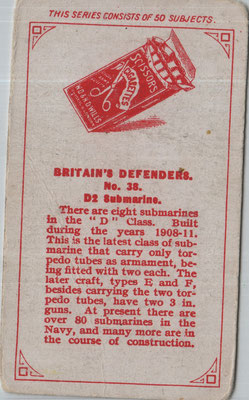 THIS SERIES CONSISTS OF 50 SUBJECTS.
SCISSORS
CIGARETTES
W.D.& H.O.WILLS
BRITAIN'S DEFENDERS.
No. 38.
D2 Submarine.
There are eight submarines
in the "D" Class. Built
during the years 1908-11.
This is the latest class of sub-
marine that carry only tor-
pedo tubes as armament, be-
ing fitted with two each. The
later craft, types E and F,
besides carrying the two tor-
pedo tubes, have two 3 in.
guns. At present there are
over 80 submarines in the
Navy, and many more are in
the course of construction.